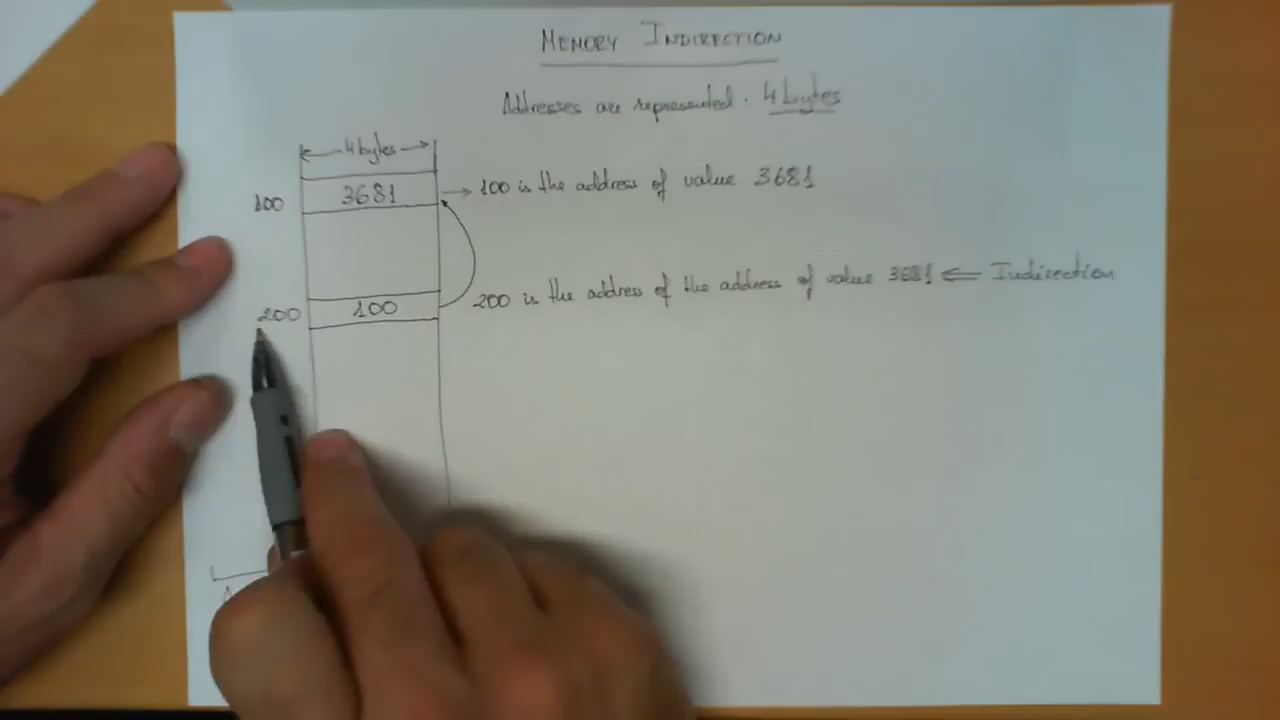 MEMORY INDIRECTION
Addresses are represented. 4 bytes
4 bytes
100 3681 → 100 is the address of value 3681
200 100 200 is the address of the address of value 3681 ⇐ Indirection